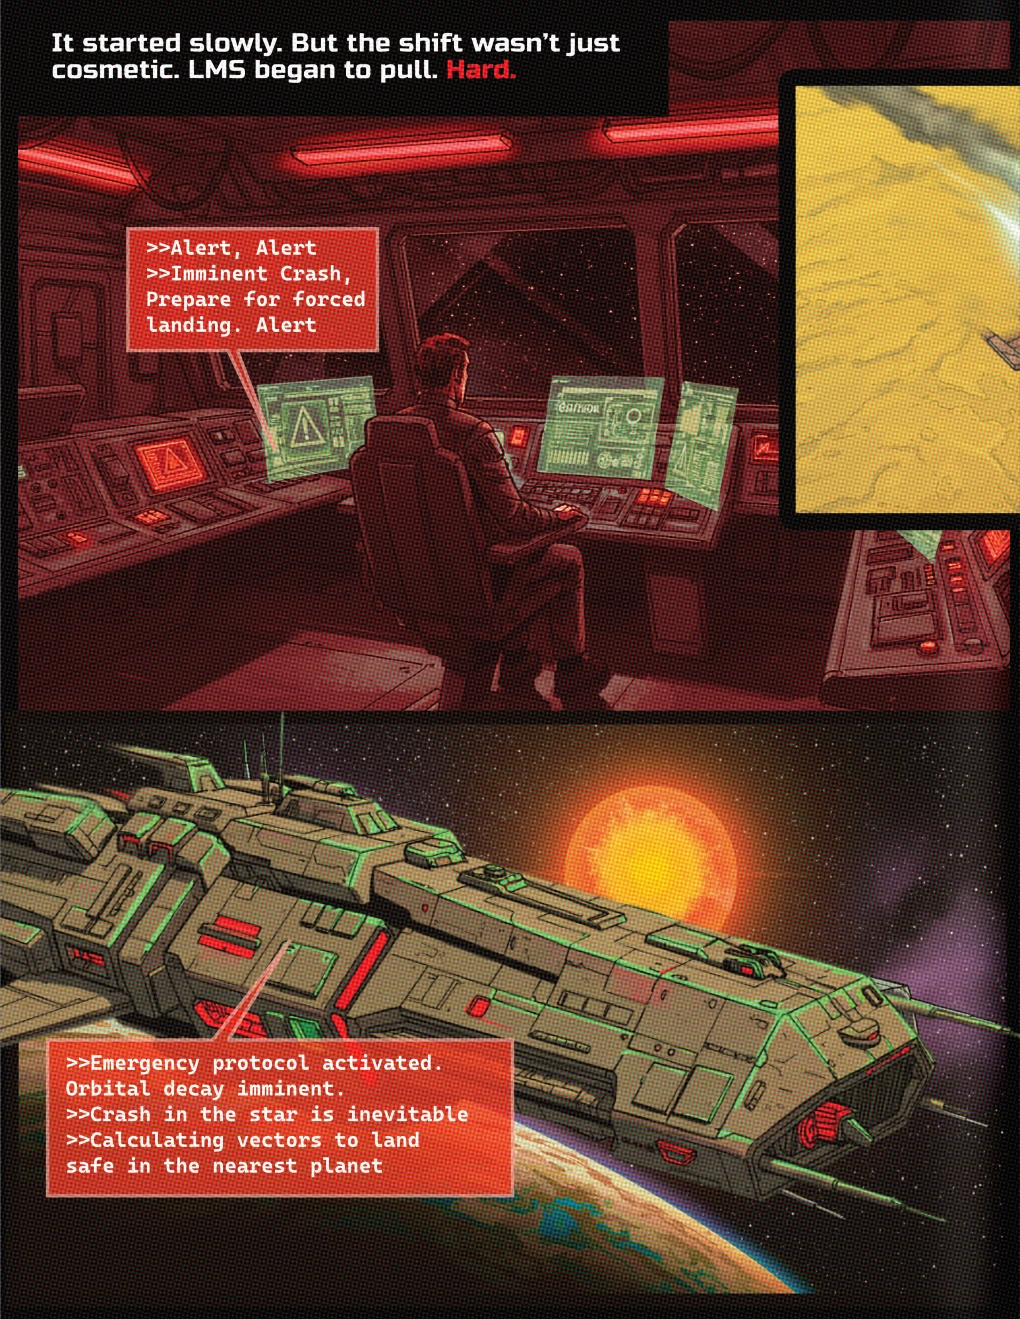 It started slowly. But the shift wasn't just
cosmetic. LMS began to pull. Hard.
>>Alert, Alert
>>Imminent Crash,
Prepare for forced
landing. Alert
>>Emergency protocol activated.
Orbital decay imminent.
>>Crash in the star is inevitable
>>Calculating vectors to land
safe in the nearest planet